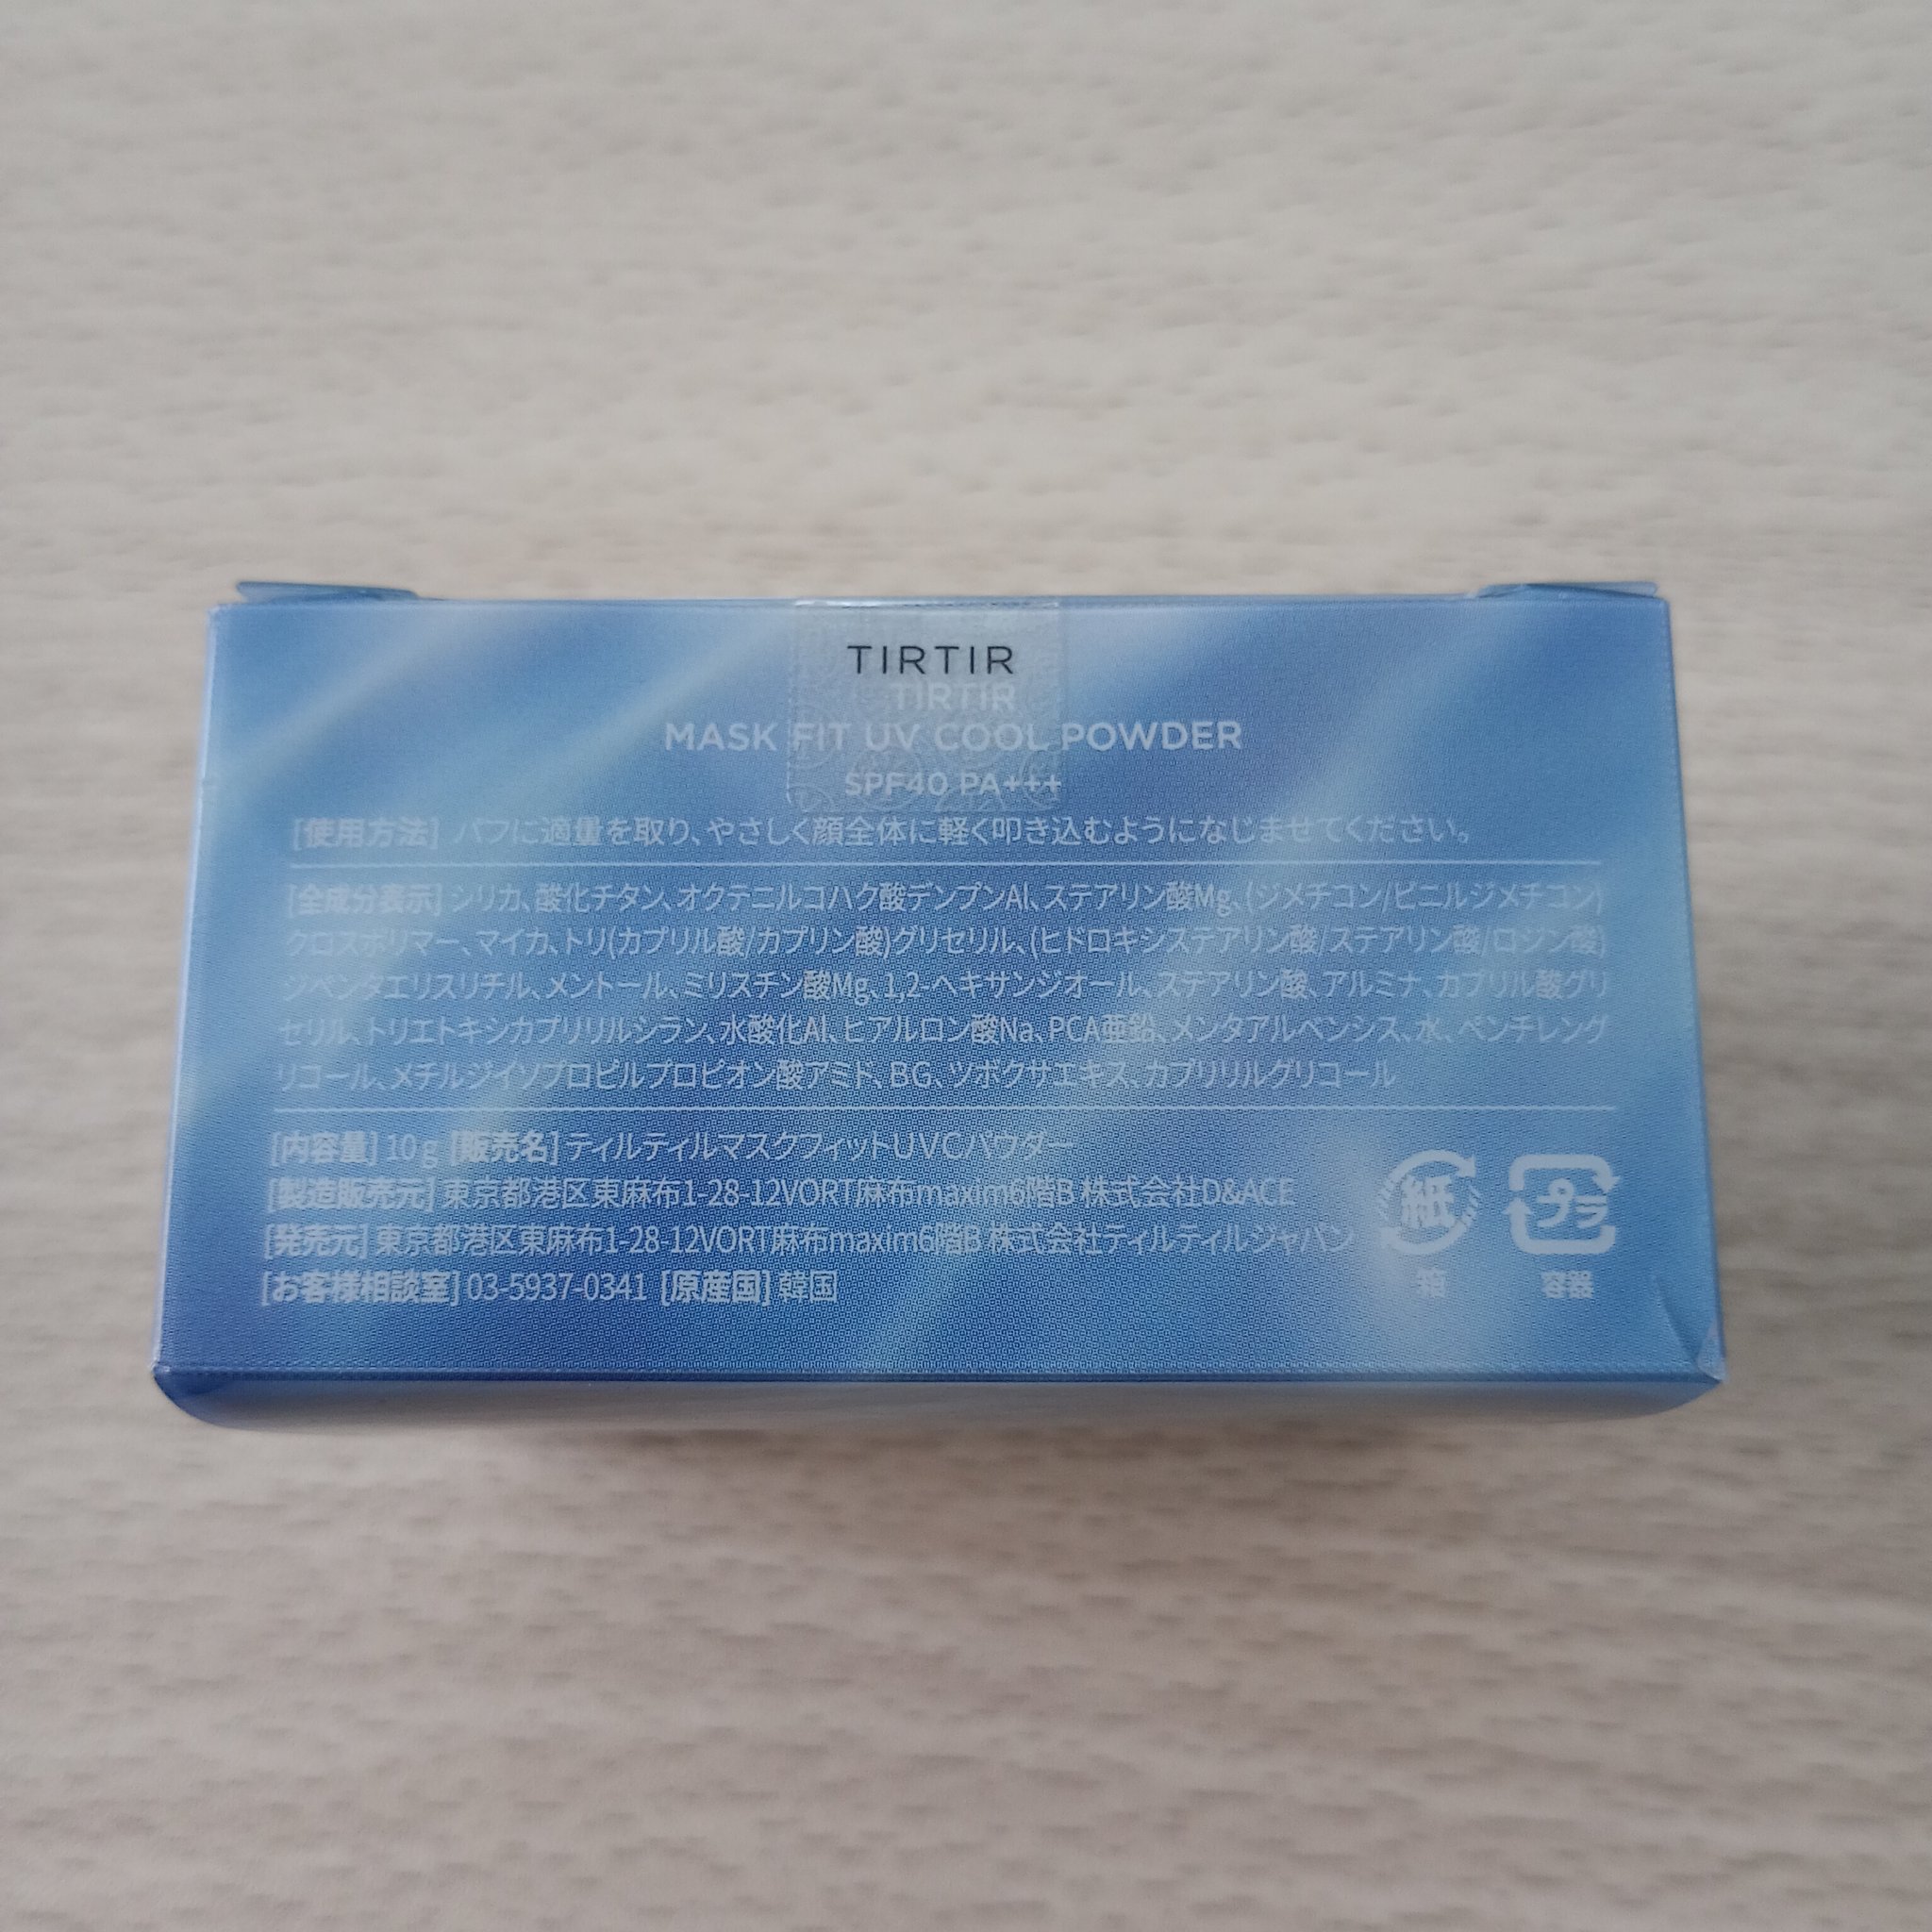 TIRTIR
TIRTIR
MASK FIT UV COOL POWDER
SPF40 PA+++
[使用方法] パフに適量を取り、やさしく顔全体に軽く叩き込むようになじませてください。
[全成分表示] シリカ、酸化チタン、オクテニルコハク酸デンプンAl、ステアリン酸Mg、(ジメチコン/ビニルジメチコン)
クロスポリマー、マイカ、トリ(カプリル酸/カプリン酸)グリセリル、(ヒドロキシステアリン酸/ステアリン酸/ロジン酸)
ジペンタエリスリチル、メントール、ミリスチン酸Mg、1,2-ヘキサンジオール、ステアリン酸、アルミナ、カプリル酸グリ
セリル、トリエトキシカプリリルシラン、水酸化Al、ヒアルロン酸Na、PCA亜鉛、メンタアルベンシス、水、ペンチレング
リコール、メチルジイソプロピルプロピオン酸アミド、BG、ツボクサエキス、カプリリルグリコール
[内容量] 10g [販売名] ティルティルマスクフィットUVCパウダー
[製造販売元] 東京都港区東麻布1-28-12VORT麻布maxim6階B 株式会社D&ACE
[発売元] 東京都港区東麻布1-28-12VORT麻布maxim6階B 株式会社ティルティルジャパン
[お客様相談室] 03-5937-0341 [原産国] 韓国
紙 プラ
箱 容器